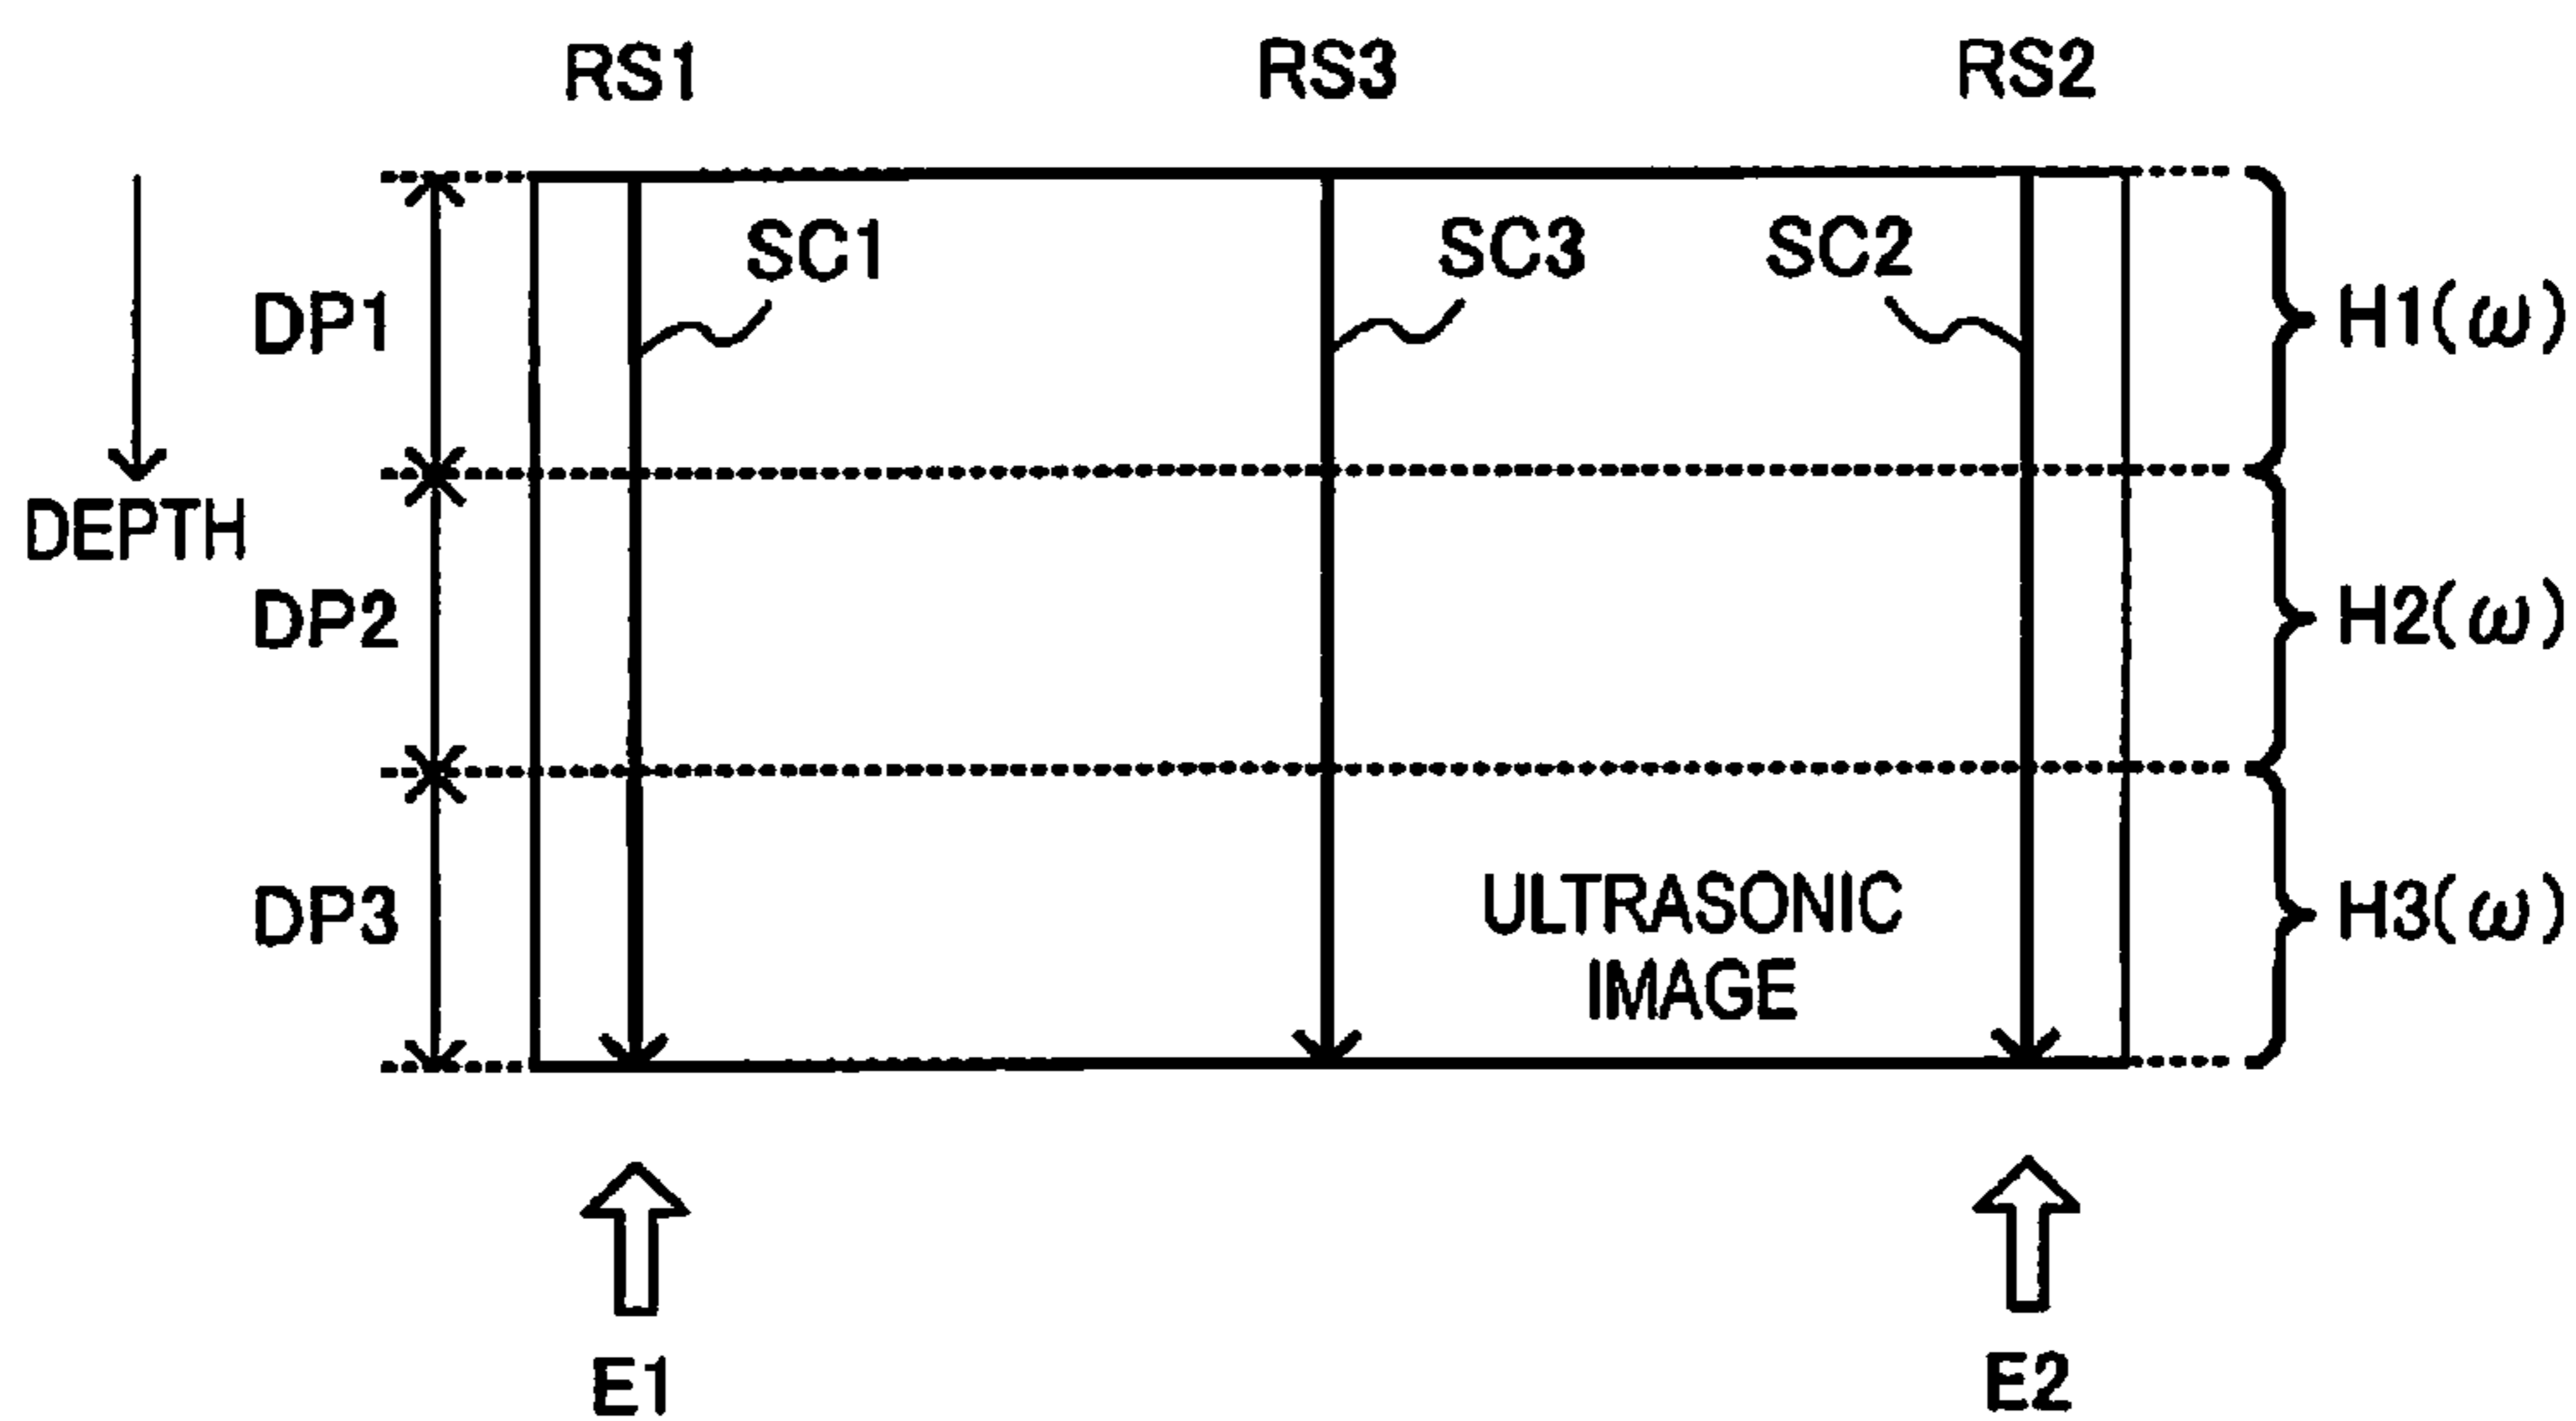 RS1 RS3 RS2
SC1 SC3 SC2
DP1 H1(ω)
DEPTH
DP2 H2(ω)
DP3 ULTRASONIC H3(ω)
IMAGE
E1 E2